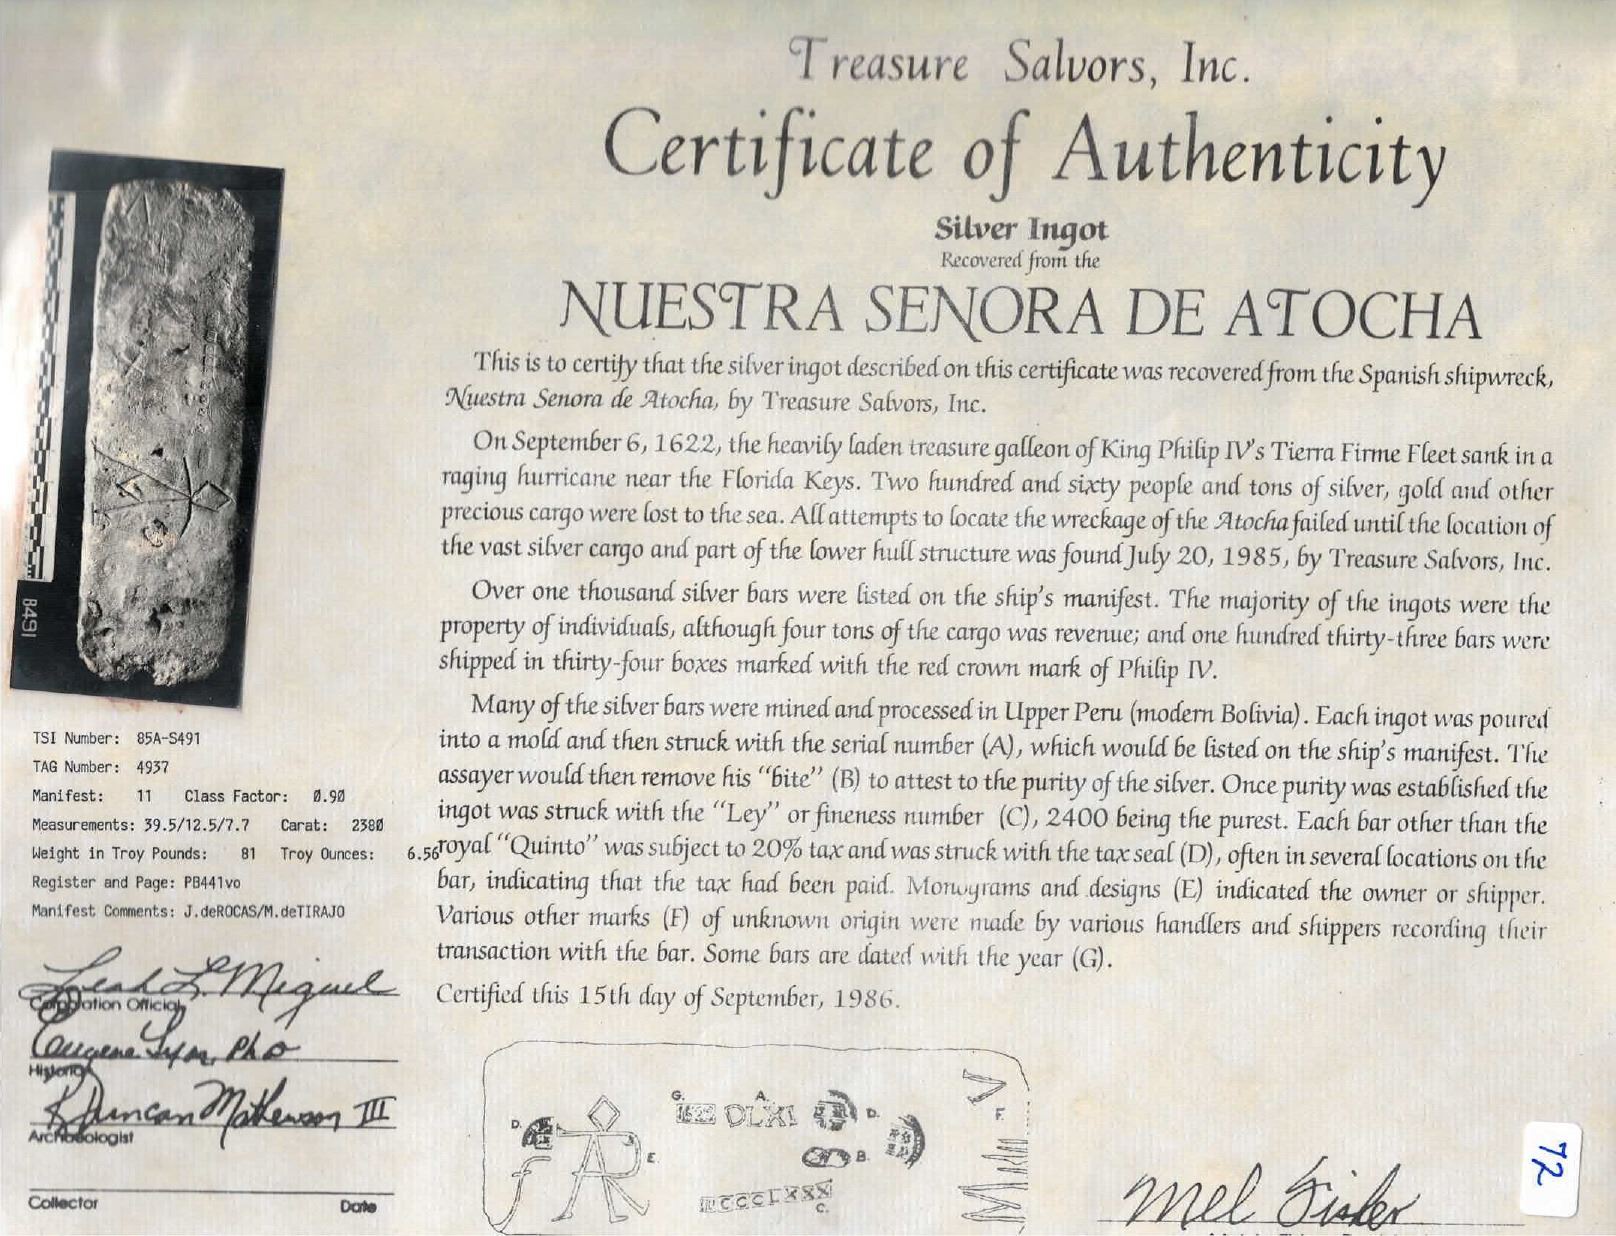 Treasure Salvors, Inc.
Certificate of Authenticity
Silver Ingot
Recovered from the
NUESTRA SENORA DE ATOCHA
This is to certify that the silver ingot described on this certificate was recovered from the Spanish shipwreck,
Nuestra Senora de Atocha, by Treasure Salvors, Inc.
On September 6, 1622, the heavily laden treasure galleon of King Philip IV's Tierra Firme Fleet sank in a
raging hurricane near the Florida Keys. Two hundred and sixty people and tons of silver, gold and other
precious cargo were lost to the sea. All attempts to locate the wreckage of the Atocha failed until the location of
the vast silver cargo and part of the lower hull structure was found July 20, 1985, by Treasure Salvors, Inc.
Over one thousand silver bars were listed on the ship's manifest. The majority of the ingots were the
property of individuals, although four tons of the cargo was revenue; and one hundred thirty-three bars were
shipped in thirty-four boxes marked with the red crown mark of Philip IV.
Many of the silver bars were mined and processed in Upper Peru (modern Bolivia). Each ingot was poured
into a mold and then struck with the serial number (A), which would be listed on the ship's manifest. The
assayer would then remove his "bite" (B) to attest to the purity of the silver. Once purity was established the
ingot was struck with the "Ley" or fineness number (C), 2400 being the purest. Each bar other than the
royal "Quinto" was subject to 20% tax and was struck with the tax seal (D), often in several locations on the
bar, indicating that the tax had been paid. Monograms and designs (E) indicated the owner or shipper.
Various other marks (F) of unknown origin were made by various handlers and shippers recording their
transaction with the bar. Some bars are dated with the year (G).
Certified this 15th day of September, 1986.
8491
TSI Number: 85A-S491
TAG Number: 4937
Manifest: 11 Class Factor: 0.90
Measurements: 39.5/12.5/7.7 Carat: 2380
Weight in Troy Pounds: 81 Troy Ounces: 6.56
Register and Page: PB441vo
Manifest Comments: J.deROCAS/M.deTIRAJO
Leah L. Miguel
Corporation Official
Eugene Lyon, PhD
Historian
R Duncan Mathewson III
Archaeologist
Collector Date
G. A.
1622 DLXI
D. D.
E. B. F.
C.
Mel Fisher
72